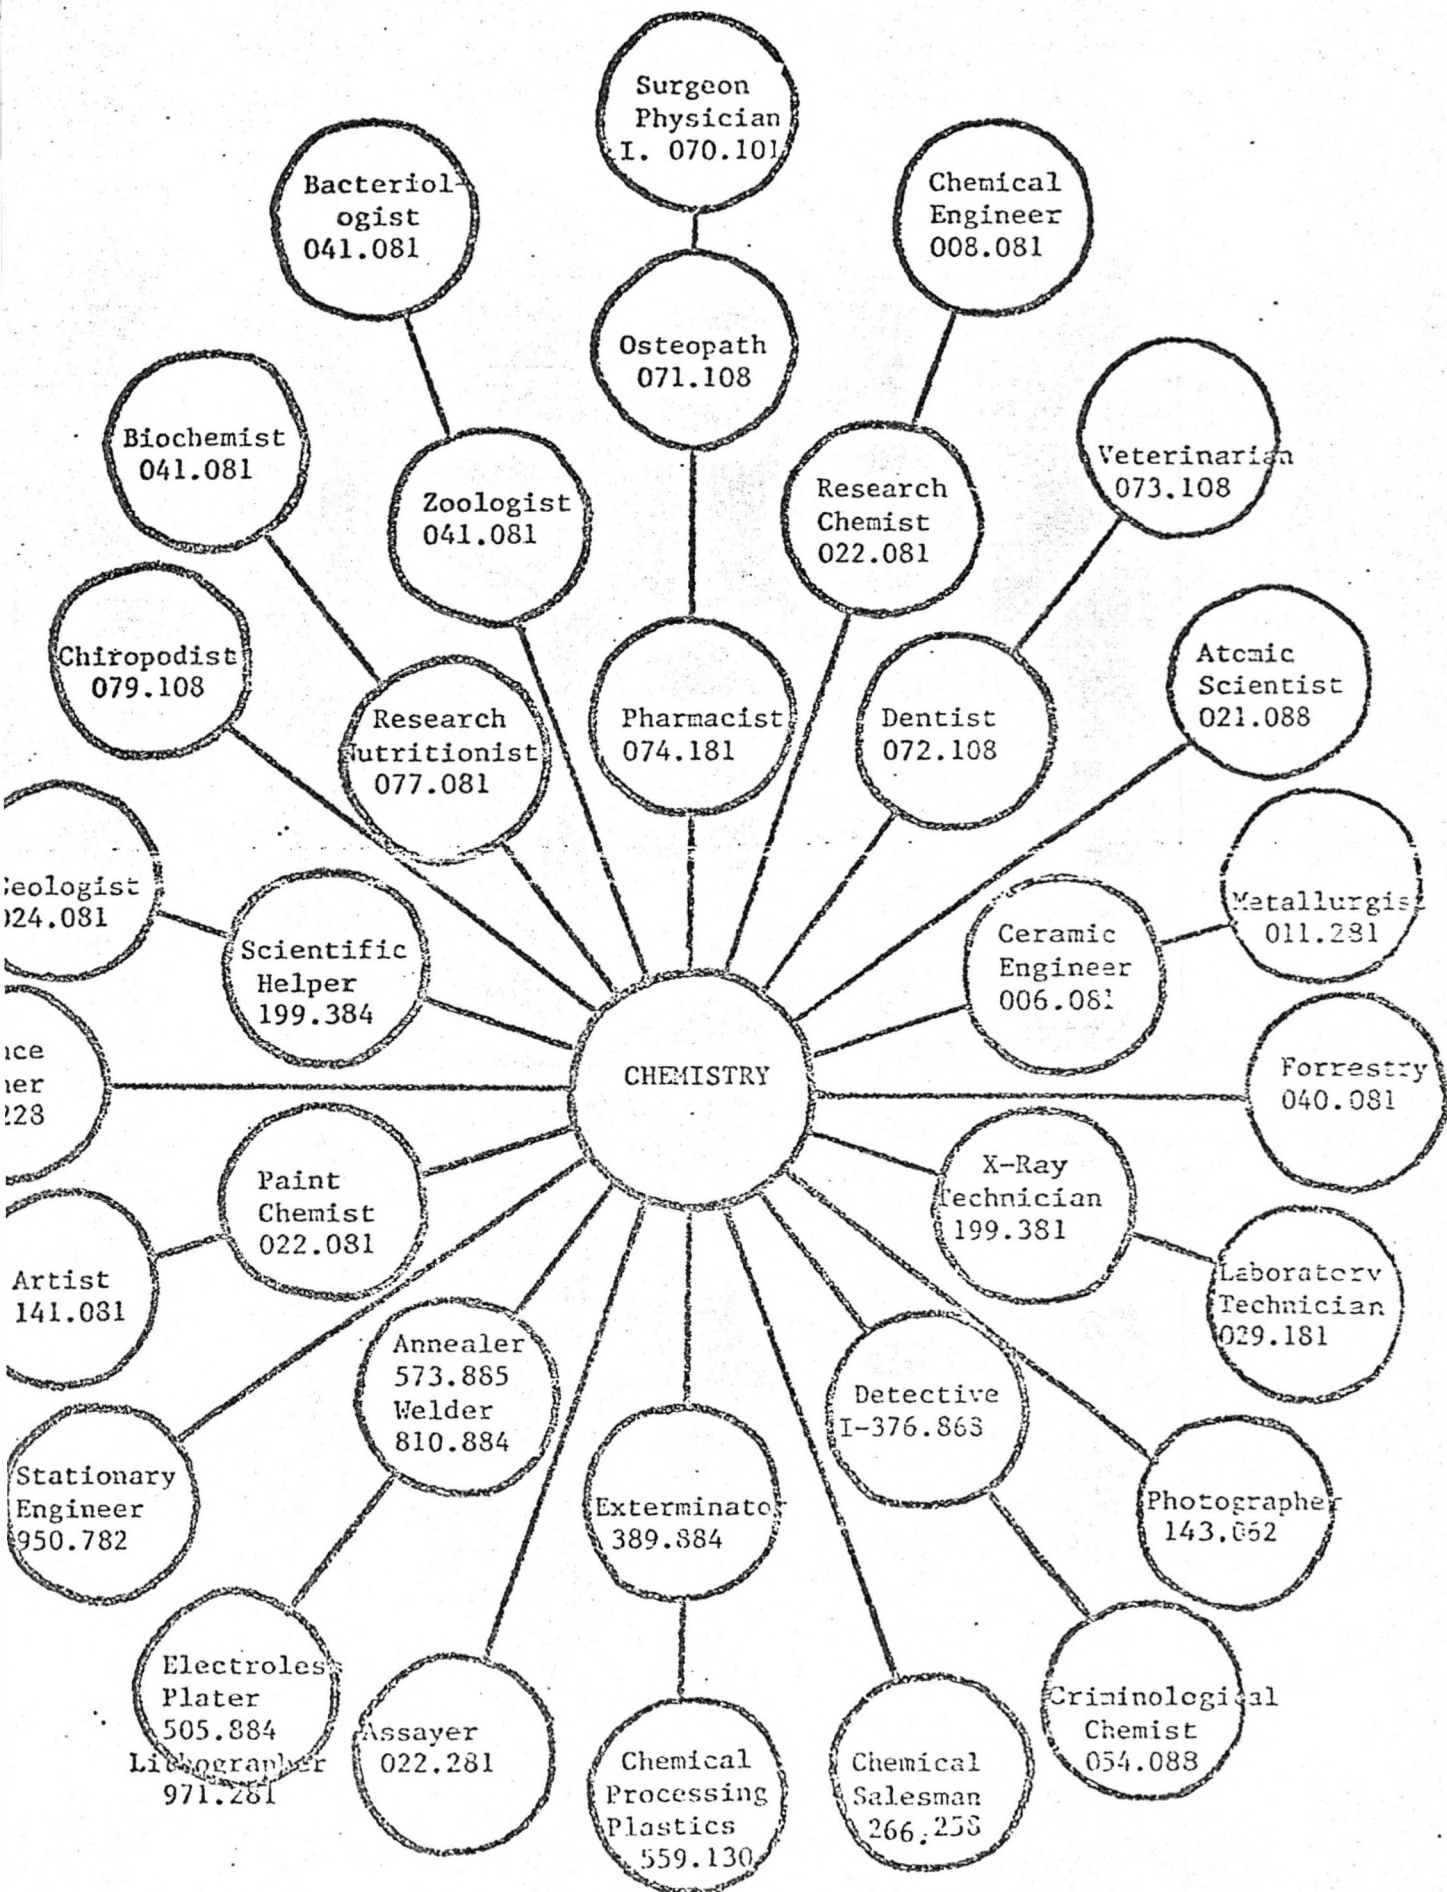 Surgeon
Physician
I. 070.101
Bacteriol-
ogist
041.081
Chemical
Engineer
008.081
Osteopath
071.108
Biochemist
041.081
Zoologist
041.081
Research
Chemist
022.081
Veterinarian
073.108
Chiropodist
079.108
Research
Nutritionist
077.081
Pharmacist
074.181
Dentist
072.108
Atomic
Scientist
021.088
Geologist
024.081
Scientific
Helper
199.384
Ceramic
Engineer
006.081
Metallurgist
011.281
CHEMISTRY
Forrestry
040.081
Paint
Chemist
022.081
X-Ray
Technician
199.381
Artist
141.081
Laboratory
Technician
029.181
Annealer
573.885
Welder
810.884
Detective
I-376.868
Stationary
Engineer
950.782
Exterminator
389.884
Photographer
143.062
Electroless
Plater
505.884
Lithographer
971.281
Assayer
022.281
Chemical
Processing
Plastics
559.130
Chemical
Salesman
266.258
Criminological
Chemist
054.088